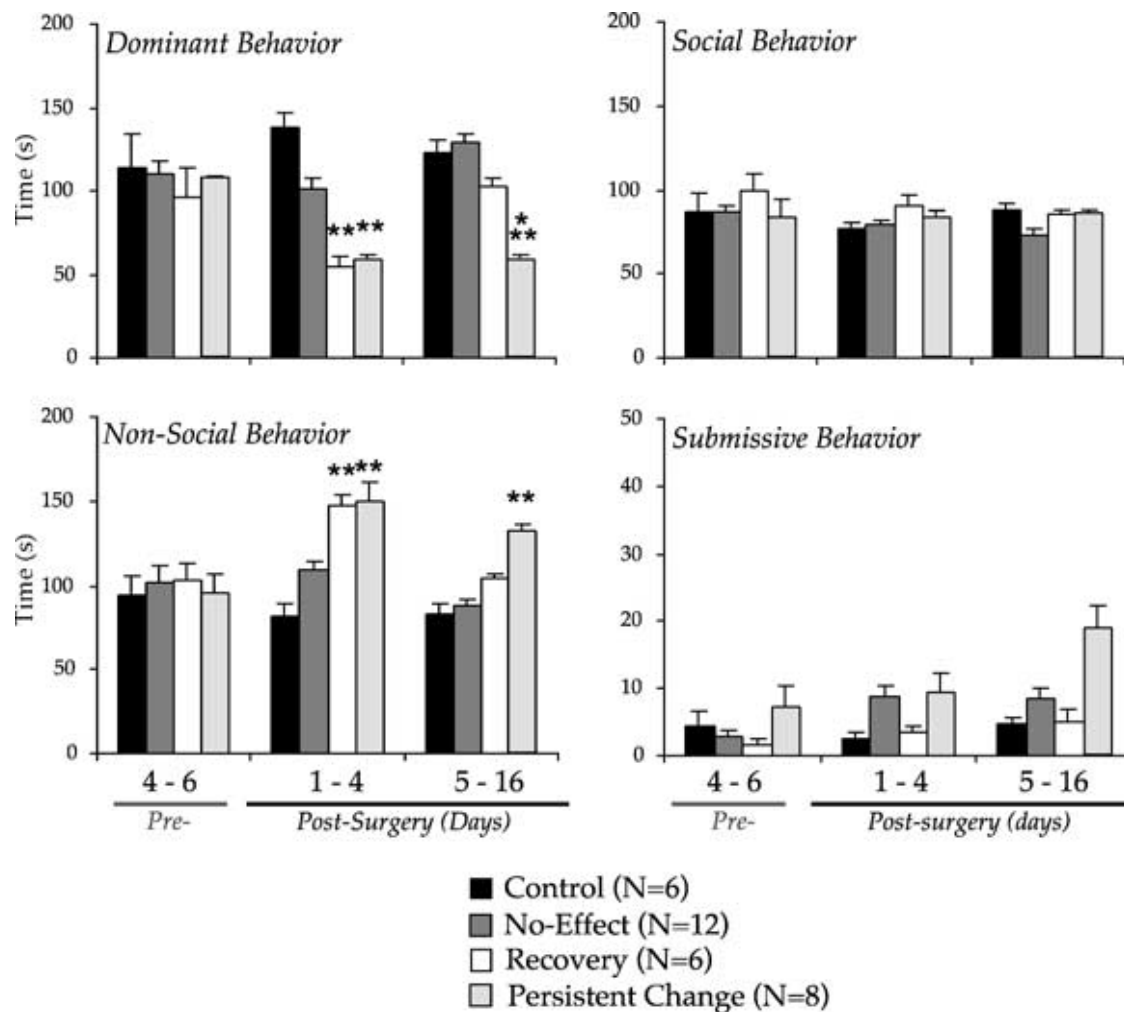 Dominant Behavior
Time (s)
200
150
100
50
0
** **
*
**
Social Behavior
200
150
100
50
0
Non-Social Behavior
Time (s)
200
150
100
50
0
** **
**
4 - 6 1 - 4 5 - 16
Pre- Post-Surgery (Days)
Submissive Behavior
50
40
30
20
10
0
4 - 6 1 - 4 5 - 16
Pre- Post-surgery (days)
Control (N=6)
No-Effect (N=12)
Recovery (N=6)
Persistent Change (N=8)